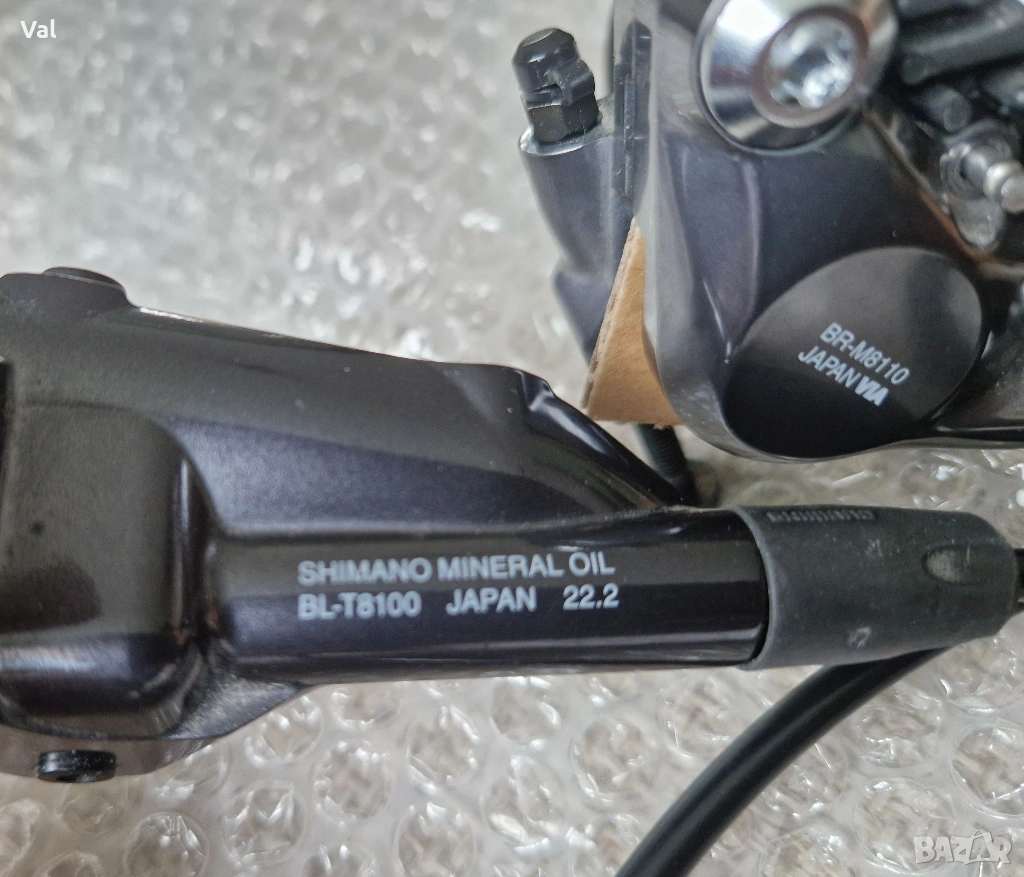 Val
BR-M8110
JAPAN VIA
SHIMANO MINERAL OIL
BL-T8100 JAPAN 22.2
BAZAR